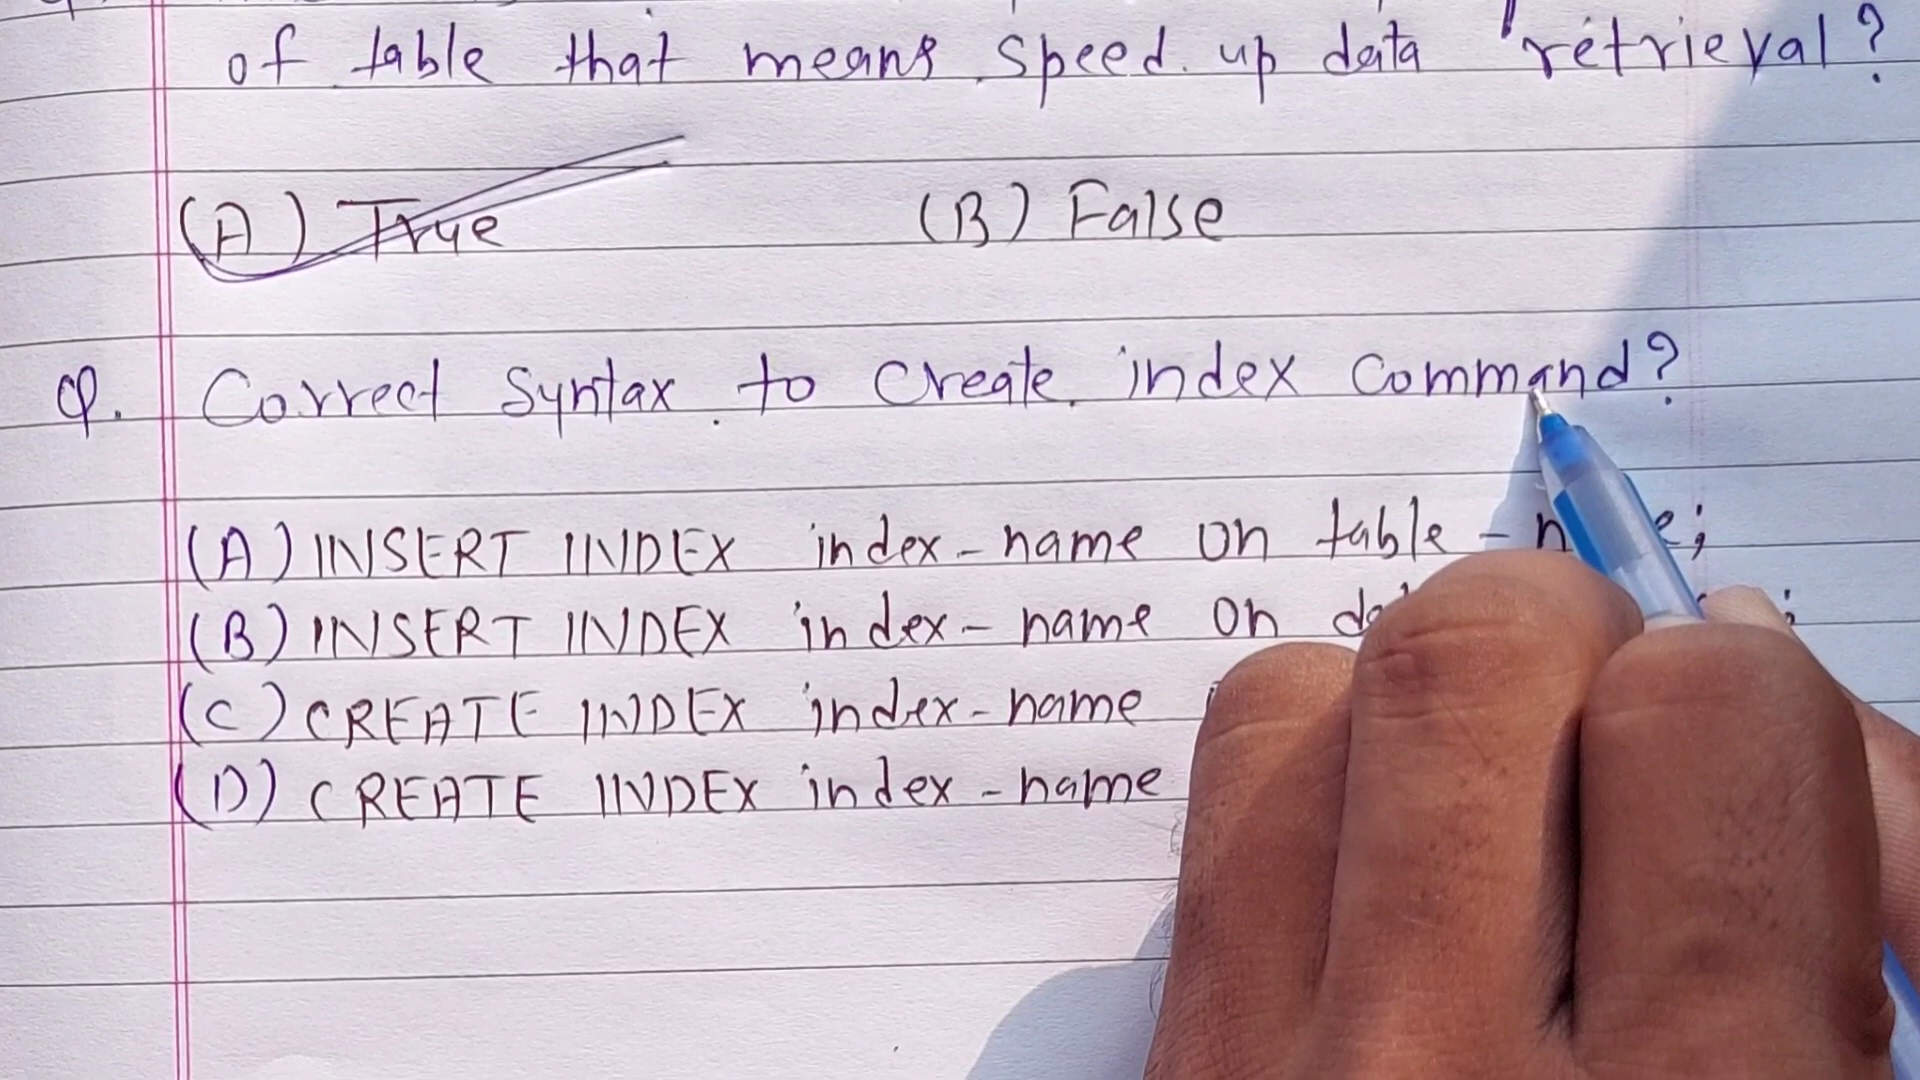 of table that means speed up data retrieval?
(A) True (B) False
Q. Correct Syntax to Create index Command?
(A) INSERT INDEX index-name on table-
(B) INSERT INDEX index-name on
(C) CREATE INDEX index-name
(D) CREATE INDEX index-name